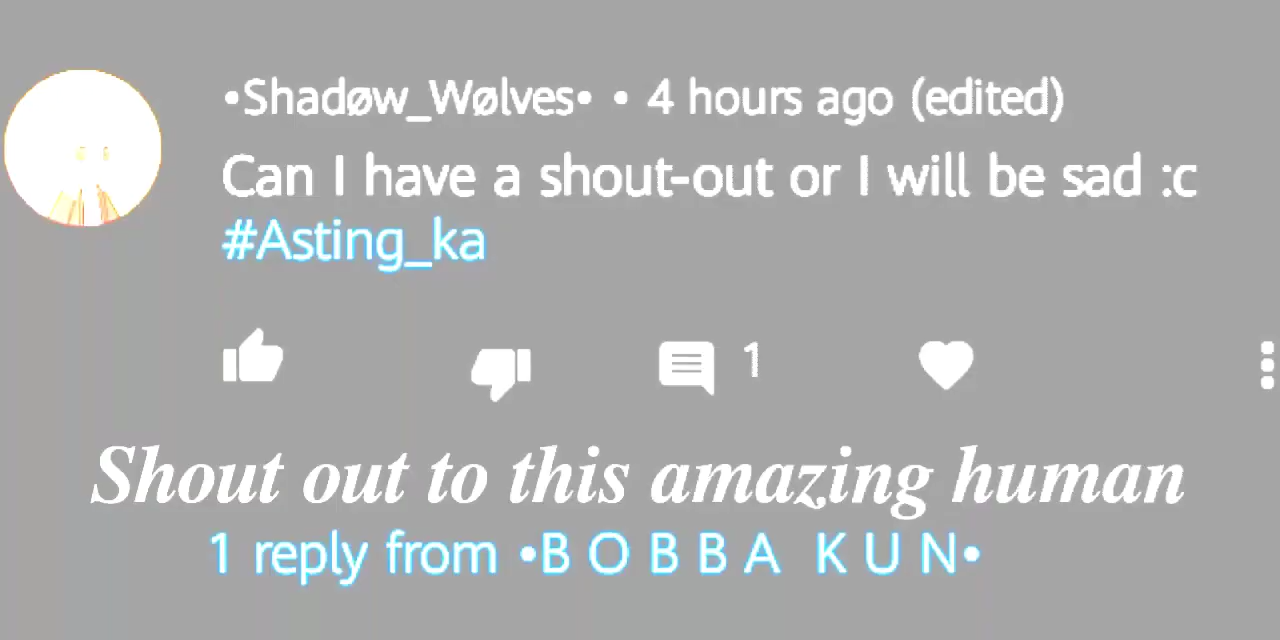 •Shadøw_Wølves• • 4 hours ago (edited)
Can I have a shout-out or I will be sad :c
#Asting_ka
1
Shout out to this amazing human
1 reply from •B O B B A  K U N•